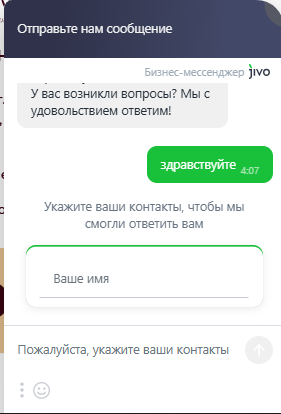 Отправьте нам сообщение
Бизнес-мессенджер jivo
У вас возникли вопросы? Мы с
удовольствием ответим!
здравствуйте 4:07
Укажите ваши контакты, чтобы мы
смогли ответить вам
Ваше имя
Пожалуйста, укажите ваши контакты